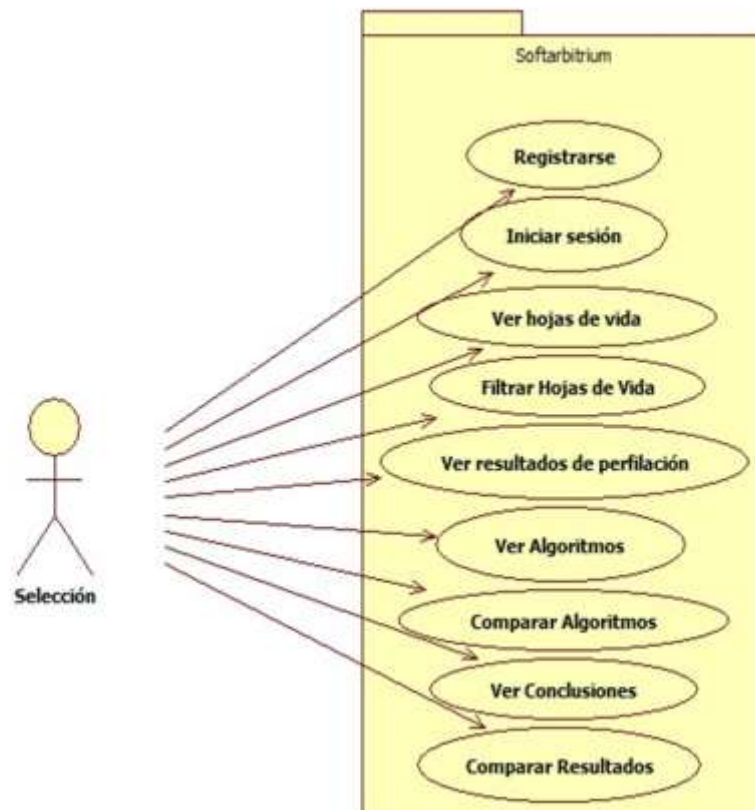 Softarbitrium
Registrarse
Iniciar sesión
Ver hojas de vida
Filtrar Hojas de Vida
Ver resultados de perfilación
Ver Algoritmos
Selección
Comparar Algoritmos
Ver Conclusiones
Comparar Resultados